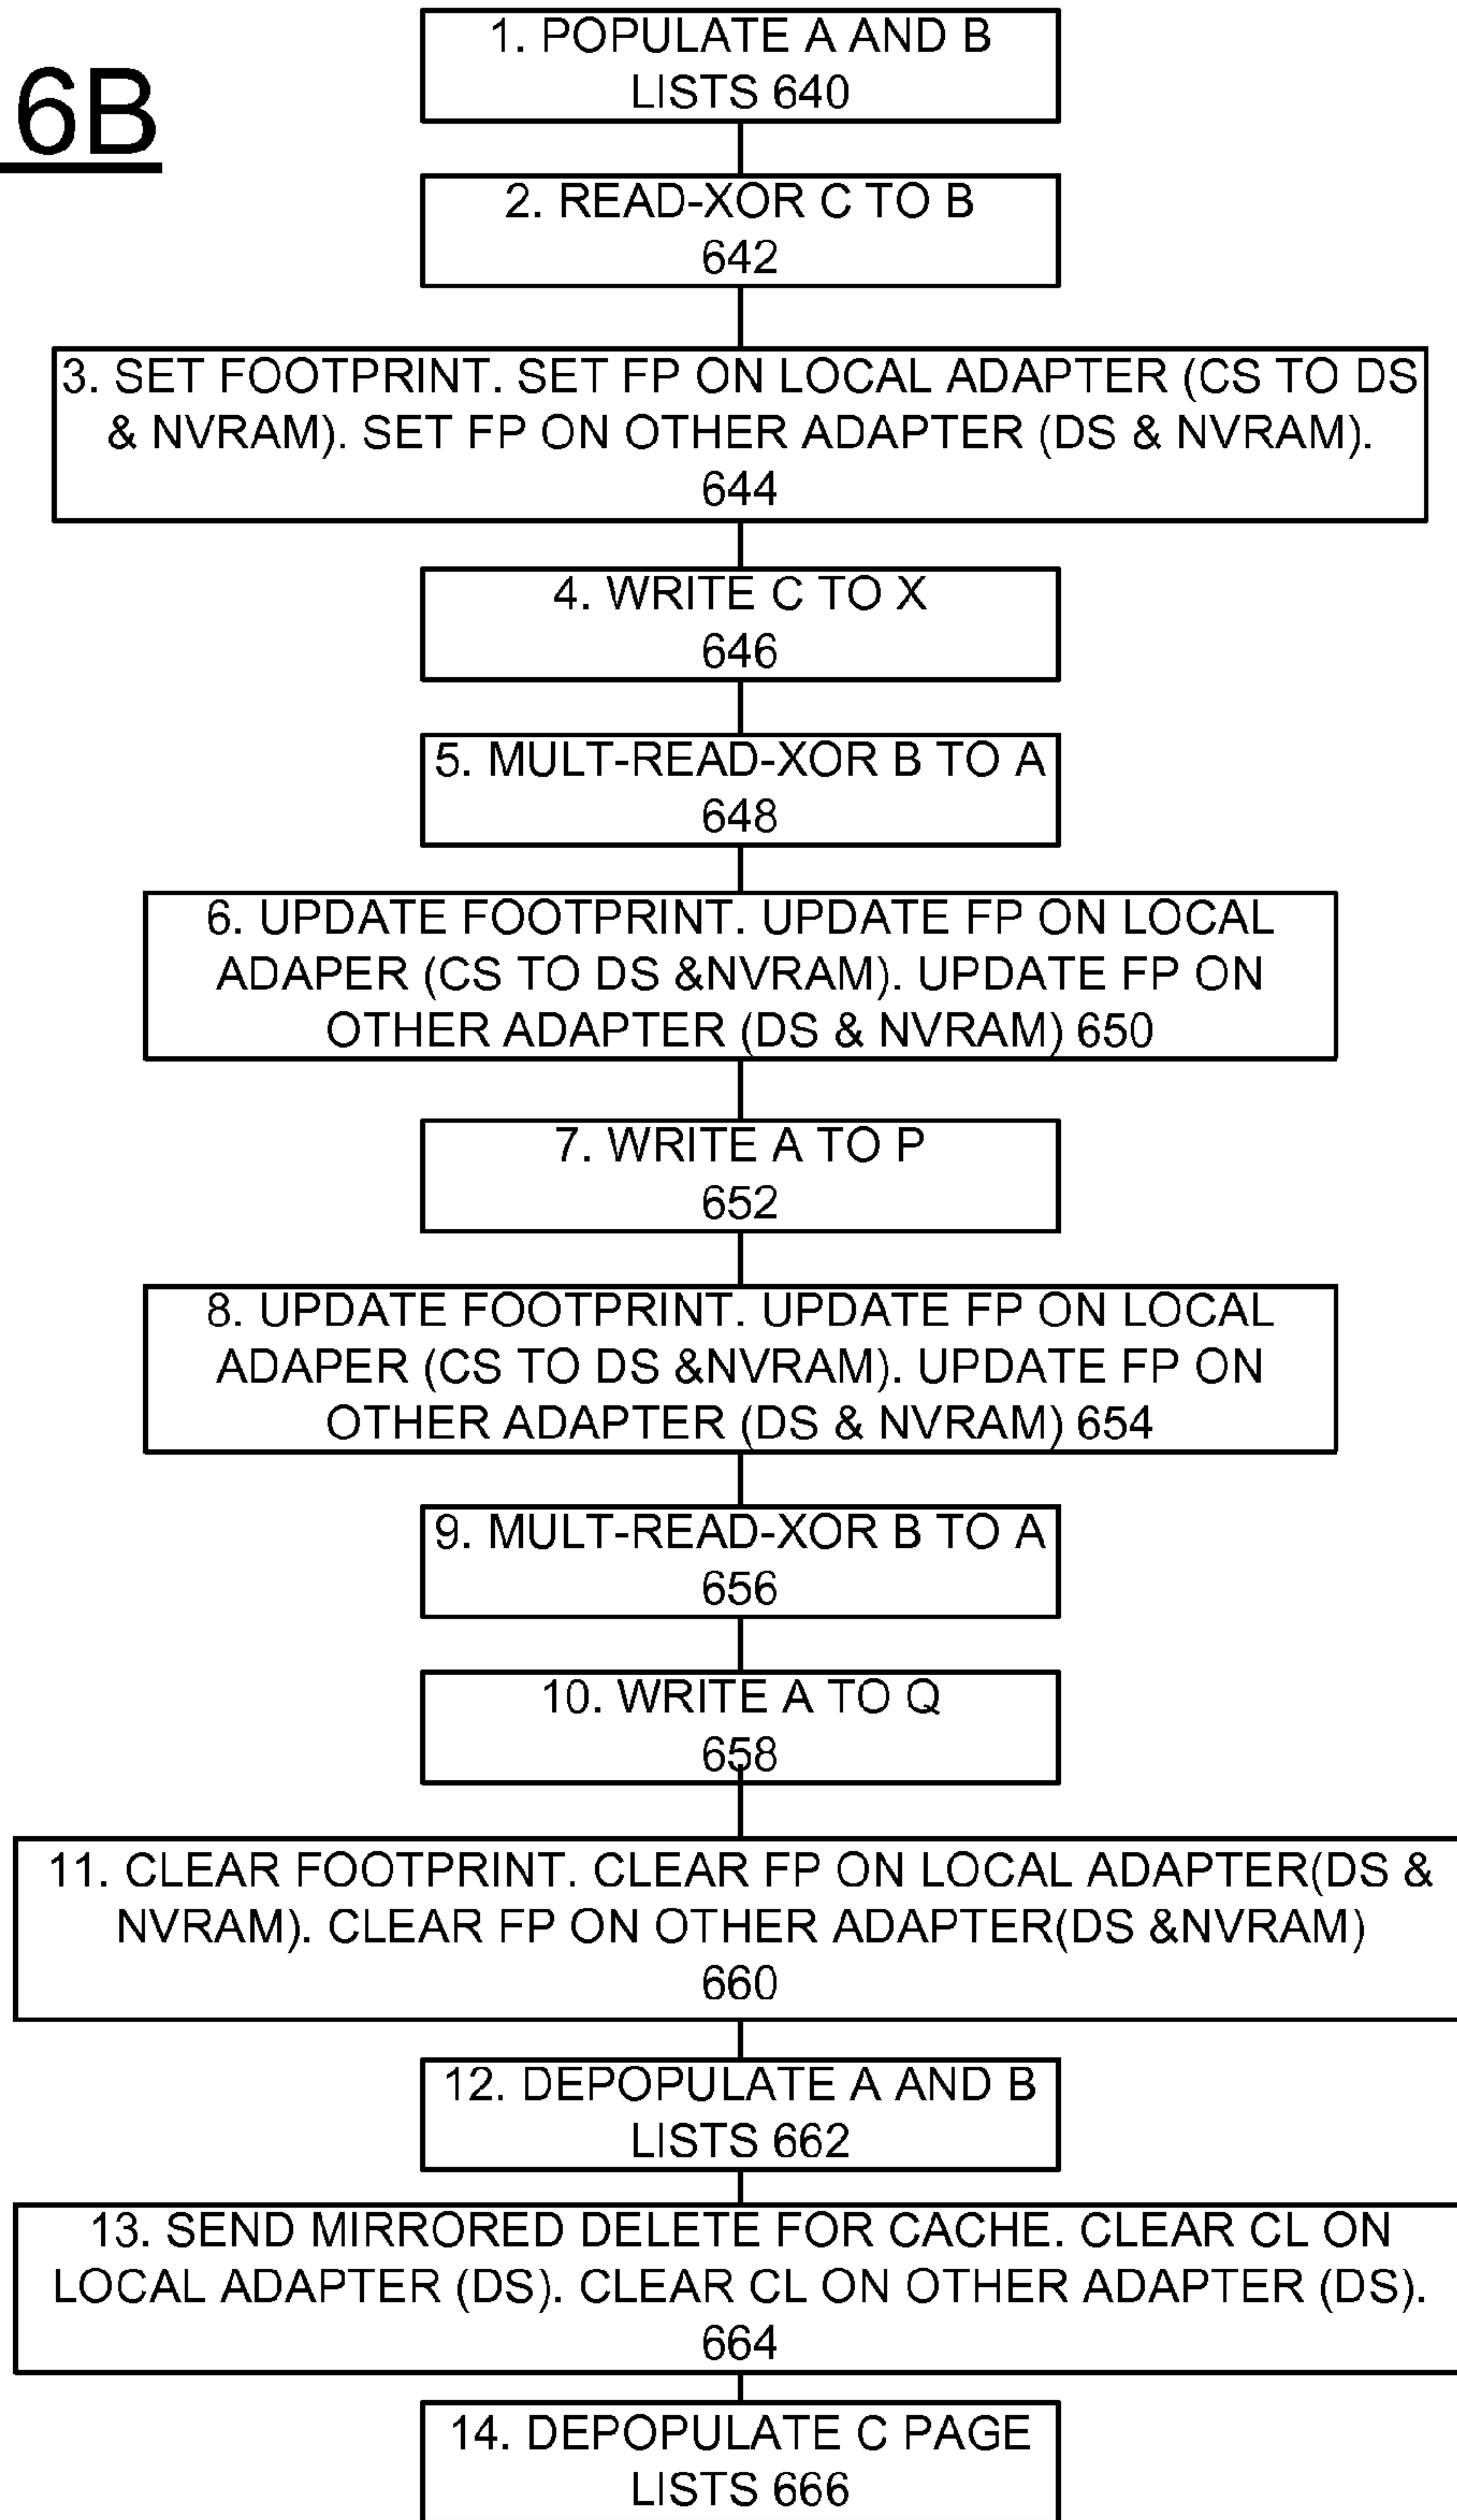 6B
1. POPULATE A AND B
LISTS 640
2. READ-XOR C TO B
642
3. SET FOOTPRINT. SET FP ON LOCAL ADAPTER (CS TO DS
& NVRAM). SET FP ON OTHER ADAPTER (DS & NVRAM).
644
4. WRITE C TO X
646
5. MULT-READ-XOR B TO A
648
6. UPDATE FOOTPRINT. UPDATE FP ON LOCAL
ADAPER (CS TO DS &NVRAM). UPDATE FP ON
OTHER ADAPTER (DS & NVRAM) 650
7. WRITE A TO P
652
8. UPDATE FOOTPRINT. UPDATE FP ON LOCAL
ADAPER (CS TO DS &NVRAM). UPDATE FP ON
OTHER ADAPTER (DS & NVRAM) 654
9. MULT-READ-XOR B TO A
656
10. WRITE A TO Q
658
11. CLEAR FOOTPRINT. CLEAR FP ON LOCAL ADAPTER(DS &
NVRAM). CLEAR FP ON OTHER ADAPTER(DS &NVRAM)
660
12. DEPOPULATE A AND B
LISTS 662
13. SEND MIRRORED DELETE FOR CACHE. CLEAR CL ON
LOCAL ADAPTER (DS). CLEAR CL ON OTHER ADAPTER (DS).
664
14. DEPOPULATE C PAGE
LISTS 666